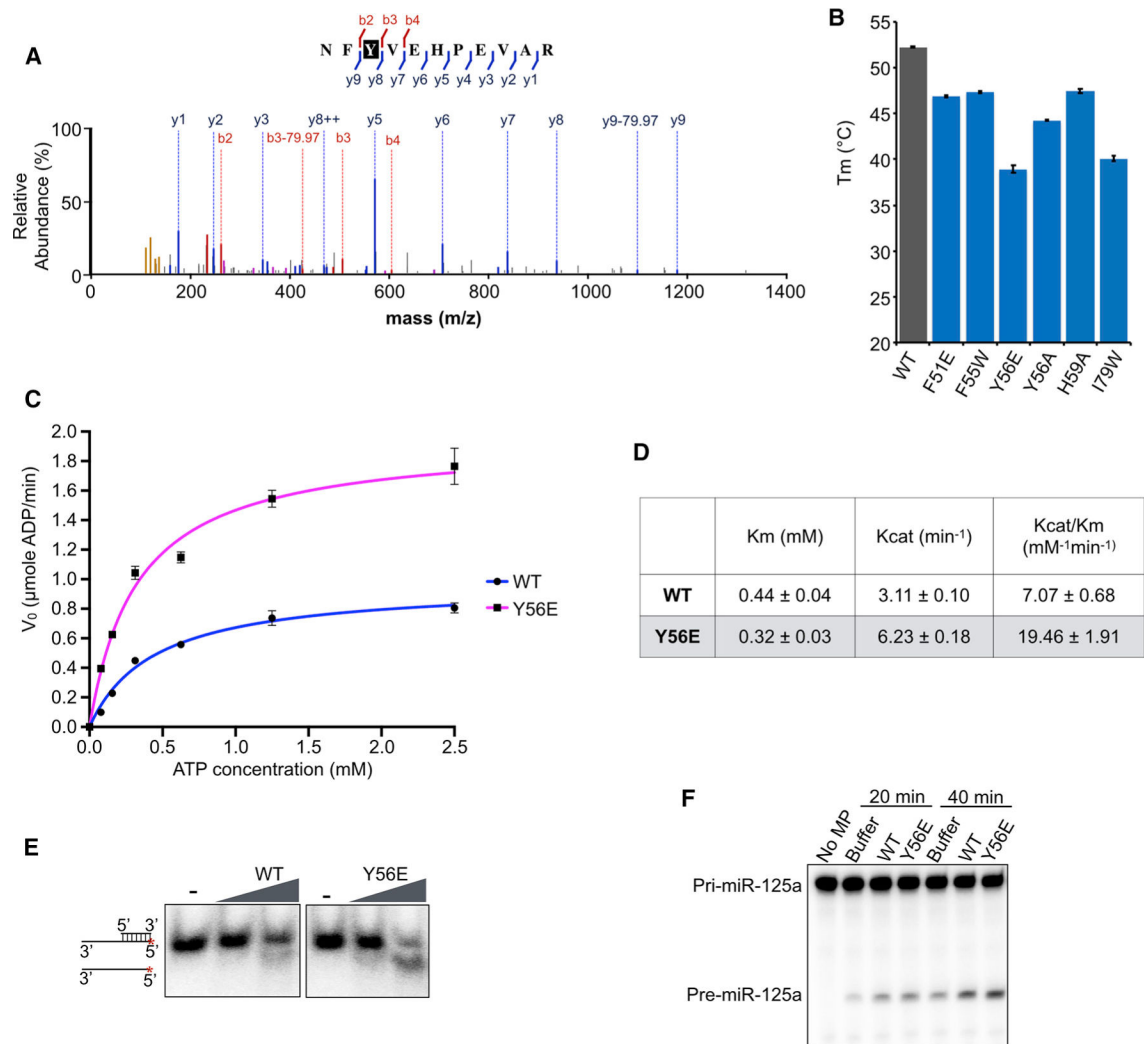 A
b2 b3 b4
N F Y V E H P E V A R
y9 y8 y7 y6 y5 y4 y3 y2 y1
y1 y2 b2 y3 b3-79.97 y8++ b3 y5 b4 y6 y7 y8 y9-79.97 y9
Relative
Abundance (%)
100
50
0
0 200 400 600 800 1000 1200 1400
mass (m/z)
B
Tm (°C)
55
50
45
40
35
30
25
20
WT F51E F55W Y56E Y56A H59A I79W
C
V₀ (µmole ADP/min)
2.0
1.8
1.6
1.4
1.2
1.0
0.8
0.6
0.4
0.2
0.0
0.0 0.5 1.0 1.5 2.0 2.5
ATP concentration (mM)
WT
Y56E
D
Km (mM) Kcat (min⁻¹) Kcat/Km
(mM⁻¹min⁻¹)
WT 0.44 ± 0.04 3.11 ± 0.10 7.07 ± 0.68
Y56E 0.32 ± 0.03 6.23 ± 0.18 19.46 ± 1.91
E
- WT - Y56E
5’ 3’
3’ * 5’
3’ * 5’
F
20 min 40 min
No MP Buffer WT Y56E Buffer WT Y56E
Pri-miR-125a
Pre-miR-125a